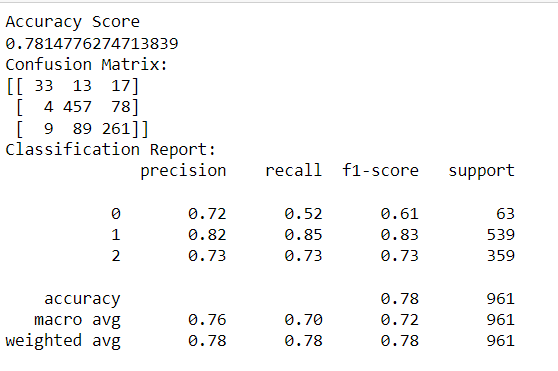 Accuracy Score
0.7814776274713839
Confusion Matrix:
[[ 33  13  17]
 [  4 457  78]
 [  9  89 261]]
Classification Report:
              precision    recall  f1-score   support

           0       0.72      0.52      0.61        63
           1       0.82      0.85      0.83       539
           2       0.73      0.73      0.73       359

    accuracy                           0.78       961
   macro avg       0.76      0.70      0.72       961
weighted avg       0.78      0.78      0.78       961